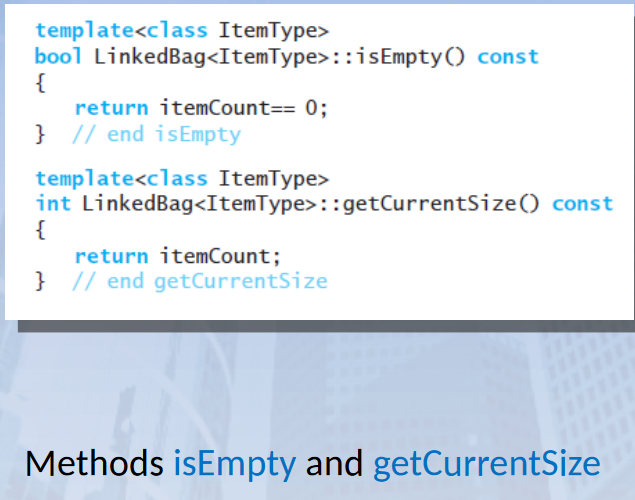 template<class ItemType>
bool LinkedBag<ItemType>::isEmpty() const
{
return itemCount== 0;
} // end isEmpty
template<class ItemType>
int LinkedBag<ItemType>::getCurrentSize() const
{
return itemCount;
} // end getCurrentSize
Methods isEmpty and getCurrentSize